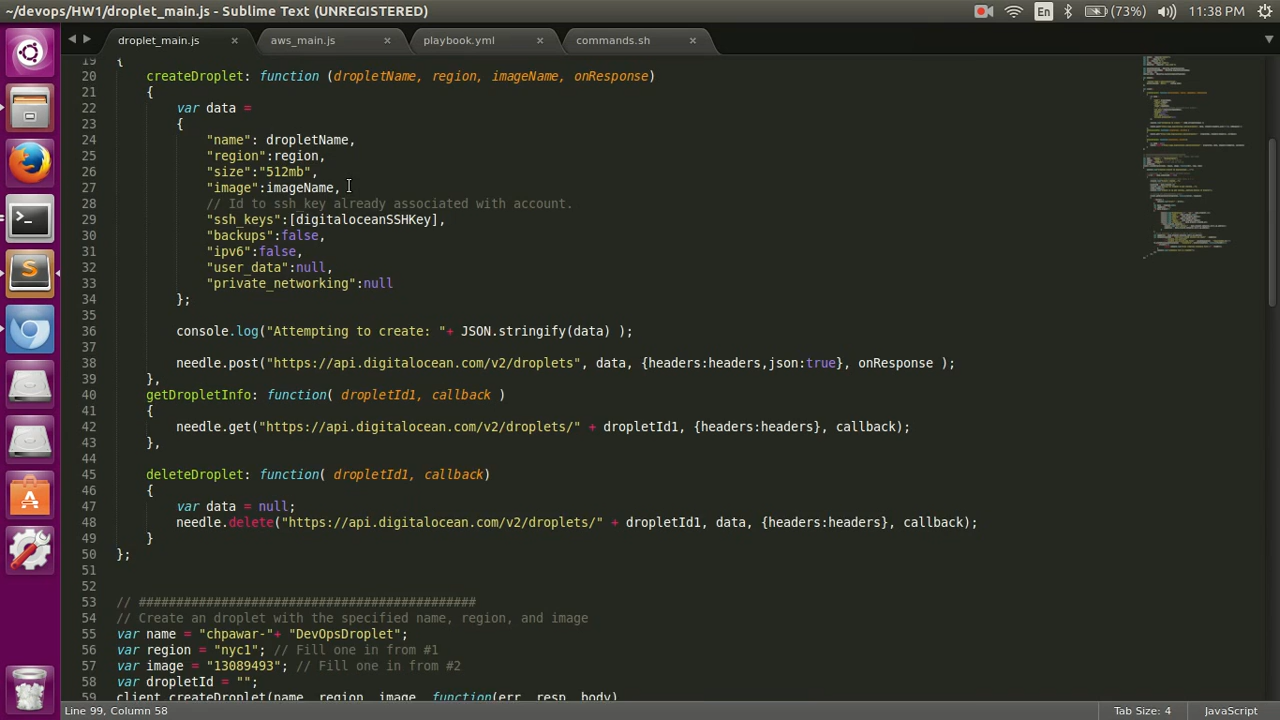 ~/devops/HW1/droplet_main.js - Sublime Text (UNREGISTERED)
En
(73%)
11:38 PM
droplet_main.js
aws_main.js
playbook.yml
commands.sh
19 {
20 createDroplet: function (dropletName, region, imageName, onResponse)
21 {
22 var data =
23 {
24 "name": dropletName,
25 "region":region,
26 "size":"512mb",
27 "image":imageName,
28 // Id to ssh_key already associated with account.
29 "ssh_keys":[digitaloceanSSHKey],
30 "backups":false,
31 "ipv6":false,
32 "user_data":null,
33 "private_networking":null
34 };
35
36 console.log("Attempting to create: "+ JSON.stringify(data) );
37
38 needle.post("https://api.digitalocean.com/v2/droplets", data, {headers:headers,json:true}, onResponse );
39 },
40 getDropletInfo: function( dropletId1, callback )
41 {
42 needle.get("https://api.digitalocean.com/v2/droplets/" + dropletId1, {headers:headers}, callback);
43 },
44
45 deleteDroplet: function( dropletId1, callback)
46 {
47 var data = null;
48 needle.delete("https://api.digitalocean.com/v2/droplets/" + dropletId1, data, {headers:headers}, callback);
49 }
50 };
51
52
53 // #############################################
54 // Create an droplet with the specified name, region, and image
55 var name = "chpawar-"+ "DevOpsDroplet";
56 var region = "nyc1"; // Fill one in from #1
57 var image = "13089493"; // Fill one in from #2
58 var dropletId = "";
59 client.createDroplet(name, region, image, function(err, resp, body)
Line 99, Column 58
Tab Size: 4
JavaScript